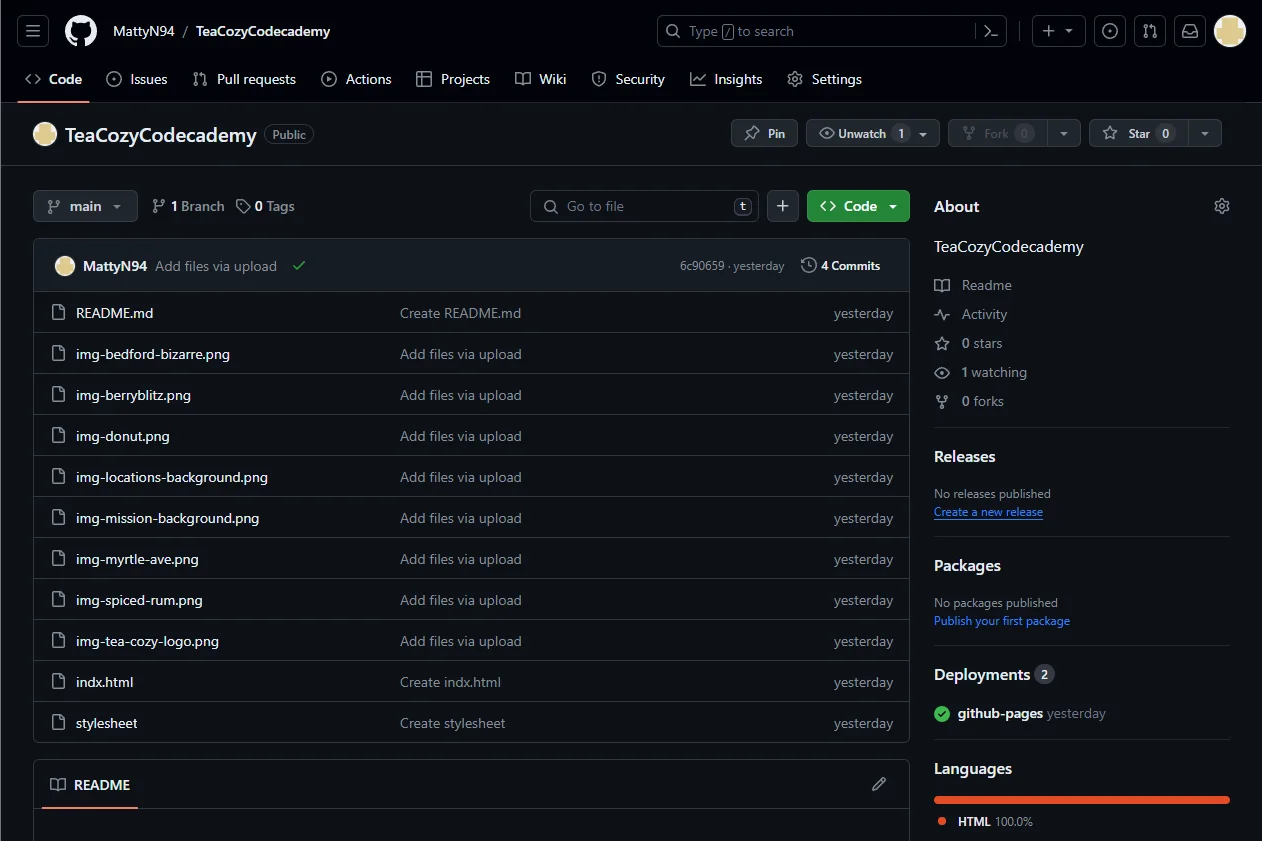 MattyN94 / TeaCozyCodecademy
Type / to search
Code Issues Pull requests Actions Projects Wiki Security Insights Settings
TeaCozyCodecademy Public
Pin Unwatch 1 Fork 0 Star 0
main 1 Branch 0 Tags
Go to file t
+ Code
MattyN94 Add files via upload 6c90659 · yesterday 4 Commits
README.md Create README.md yesterday
img-bedford-bizarre.png Add files via upload yesterday
img-berryblitz.png Add files via upload yesterday
img-donut.png Add files via upload yesterday
img-locations-background.png Add files via upload yesterday
img-mission-background.png Add files via upload yesterday
img-myrtle-ave.png Add files via upload yesterday
img-spiced-rum.png Add files via upload yesterday
img-tea-cozy-logo.png Add files via upload yesterday
indx.html Create indx.html yesterday
stylesheet Create stylesheet yesterday
README
About
TeaCozyCodecademy
Readme
Activity
0 stars
1 watching
0 forks
Releases
No releases published
Create a new release
Packages
No packages published
Publish your first package
Deployments 2
github-pages yesterday
Languages
HTML 100.0%